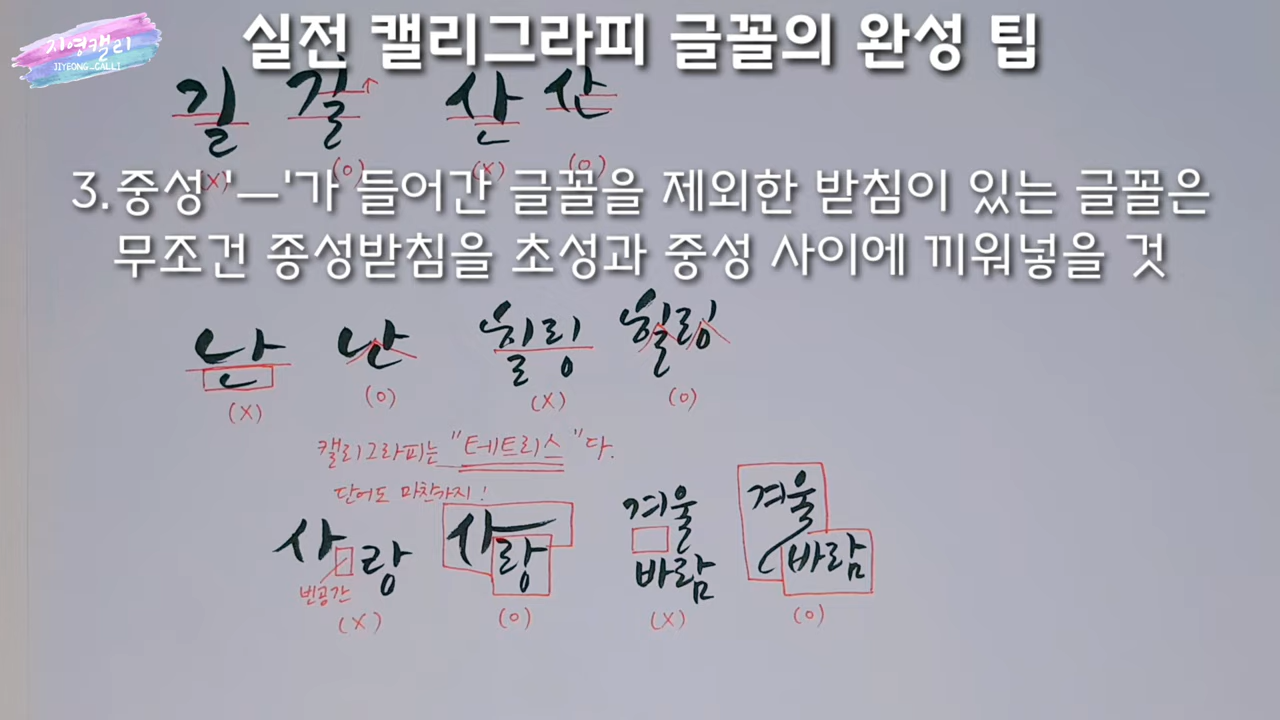 지영캘리
JIYEONG_CALLI
실전 캘리그라피 글꼴의 완성 팁
길 길 산 산
(X) (O) (X) (O)
3.중성 'ㅡ'가 들어간 글꼴을 제외한 받침이 있는 글꼴은
무조건 종성받침을 초성과 중성 사이에 끼워넣을 것
난 난 힐링 힐링
(X) (O) (X) (O)
캘리그라피는 "테트리스"다.
단어도 마찬가지!
사랑 사랑 겨울 겨울
바람 바람
빈공간
(X) (O) (X) (O)